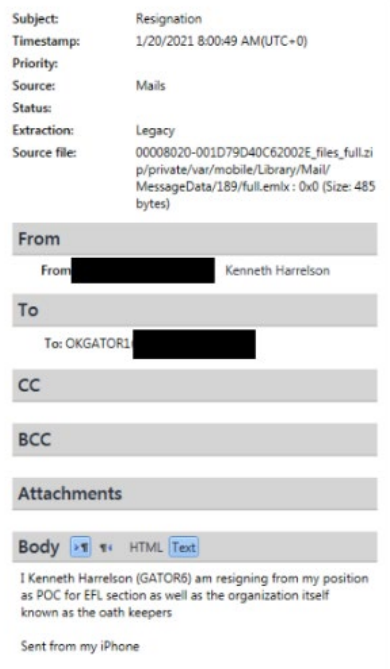 Subject: Resignation
Timestamp: 1/20/2021 8:00:49 AM(UTC+0)
Priority:
Source: Mails
Status:
Extraction: Legacy
Source file: 00008020-001D79D40C62002E_files_full.zi
p/private/var/mobile/Library/Mail/
MessageData/189/full.emlx : 0x0 (Size: 485
bytes)
From
From Kenneth Harrelson
To
To: OKGATOR1
CC
BCC
Attachments
Body HTML Text
I Kenneth Harrelson (GATOR6) am resigning from my position
as POC for EFL section as well as the organization itself
known as the oath keepers
Sent from my iPhone